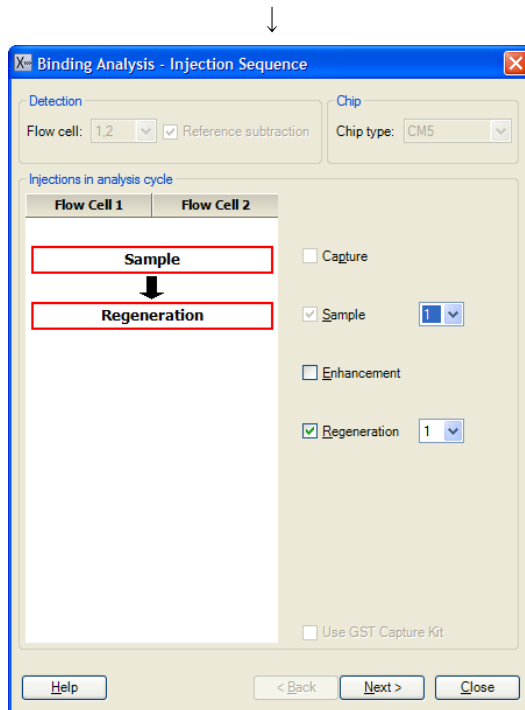 Binding Analysis - Injection Sequence
Detection
Flow cell: 1,2 Reference subtraction
Chip
Chip type: CM5
Injections in analysis cycle
Flow Cell 1 Flow Cell 2
Sample
Regeneration
Capture
Sample 1
Enhancement
Regeneration 1
Use GST Capture Kit
Help < Back Next > Close